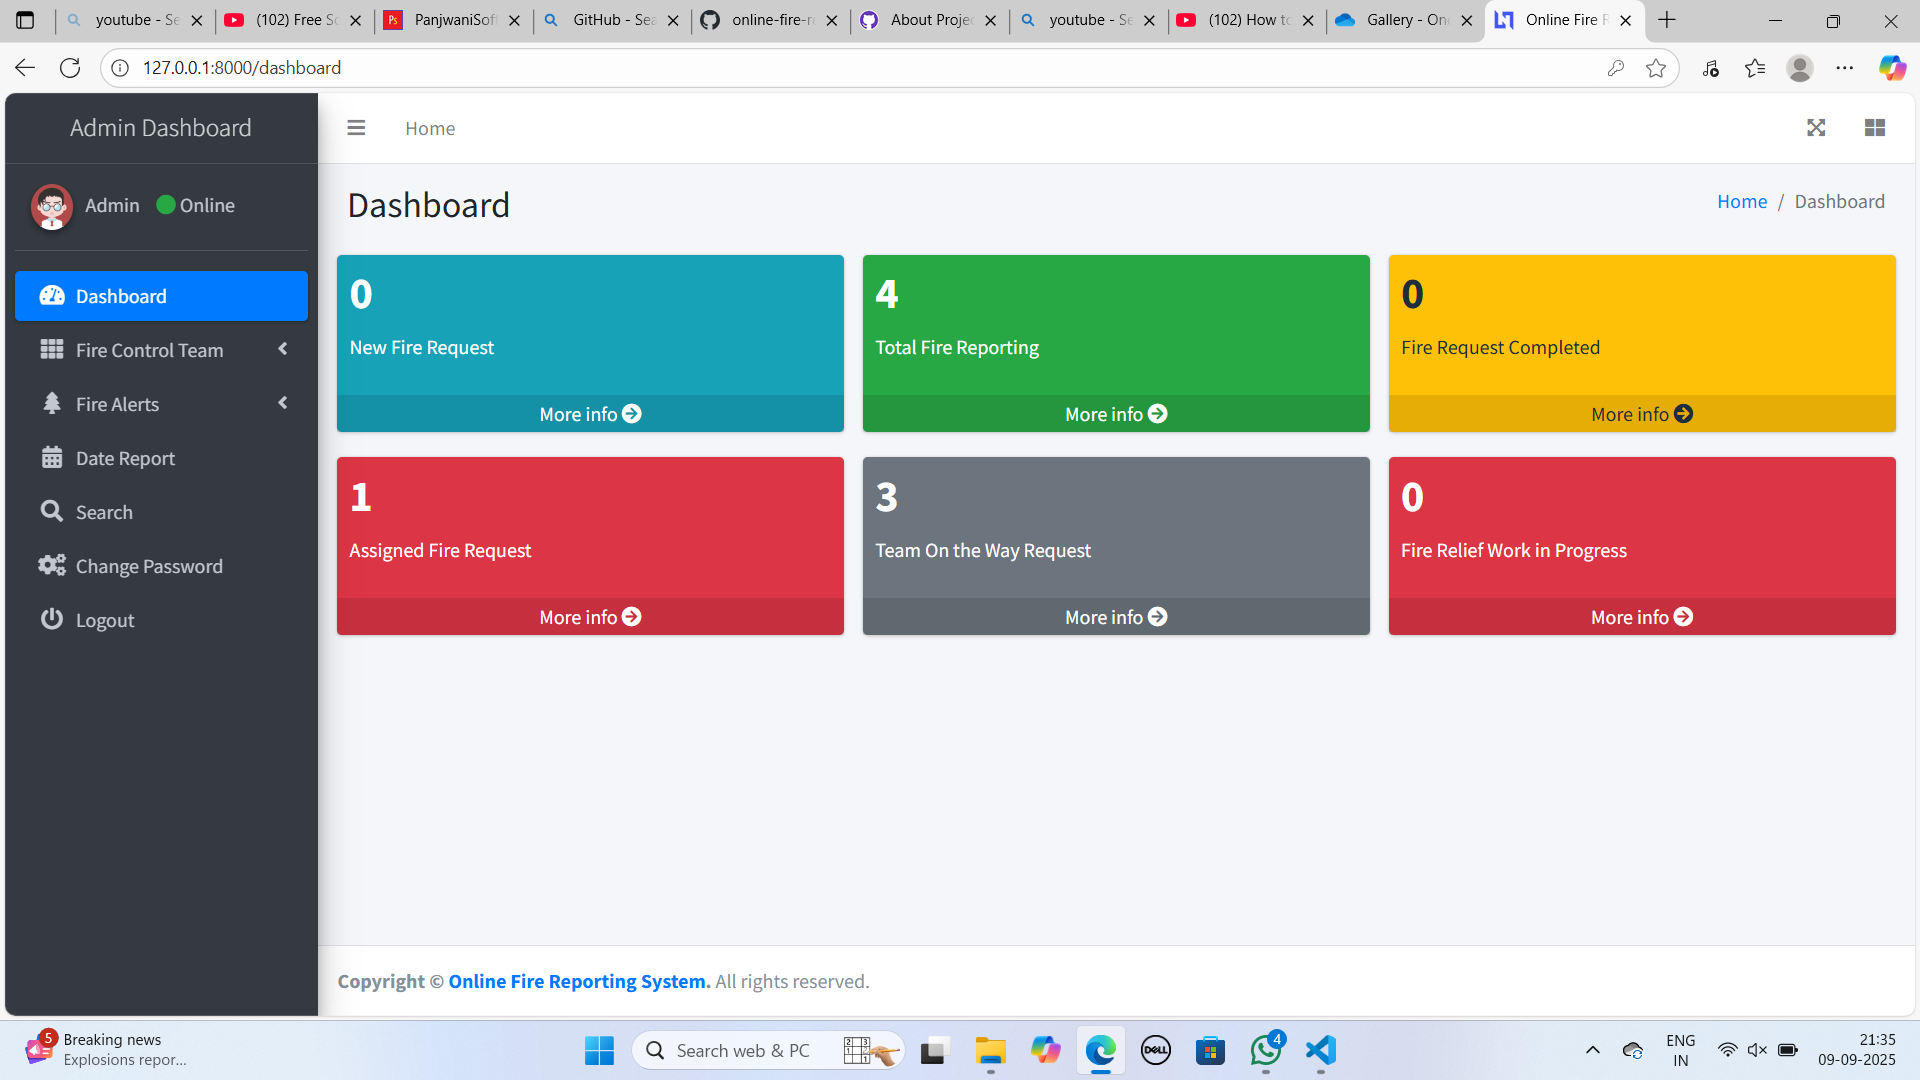 youtube - Se
(102) Free Sc
PanjwaniSoft
GitHub - Sea
online-fire-re
About Projec
youtube - Se
(102) How to
Gallery - One
Online Fire R
127.0.0.1:8000/dashboard
Admin Dashboard
Home
Admin Online
Dashboard
Home / Dashboard
Dashboard
Fire Control Team
Fire Alerts
Date Report
Search
Change Password
Logout
0
New Fire Request
More info
4
Total Fire Reporting
More info
0
Fire Request Completed
More info
1
Assigned Fire Request
More info
3
Team On the Way Request
More info
0
Fire Relief Work in Progress
More info
Copyright © Online Fire Reporting System. All rights reserved.
5
Breaking news
Explosions repor...
Search web & PC
DELL
4
ENG
IN
21:35
09-09-2025